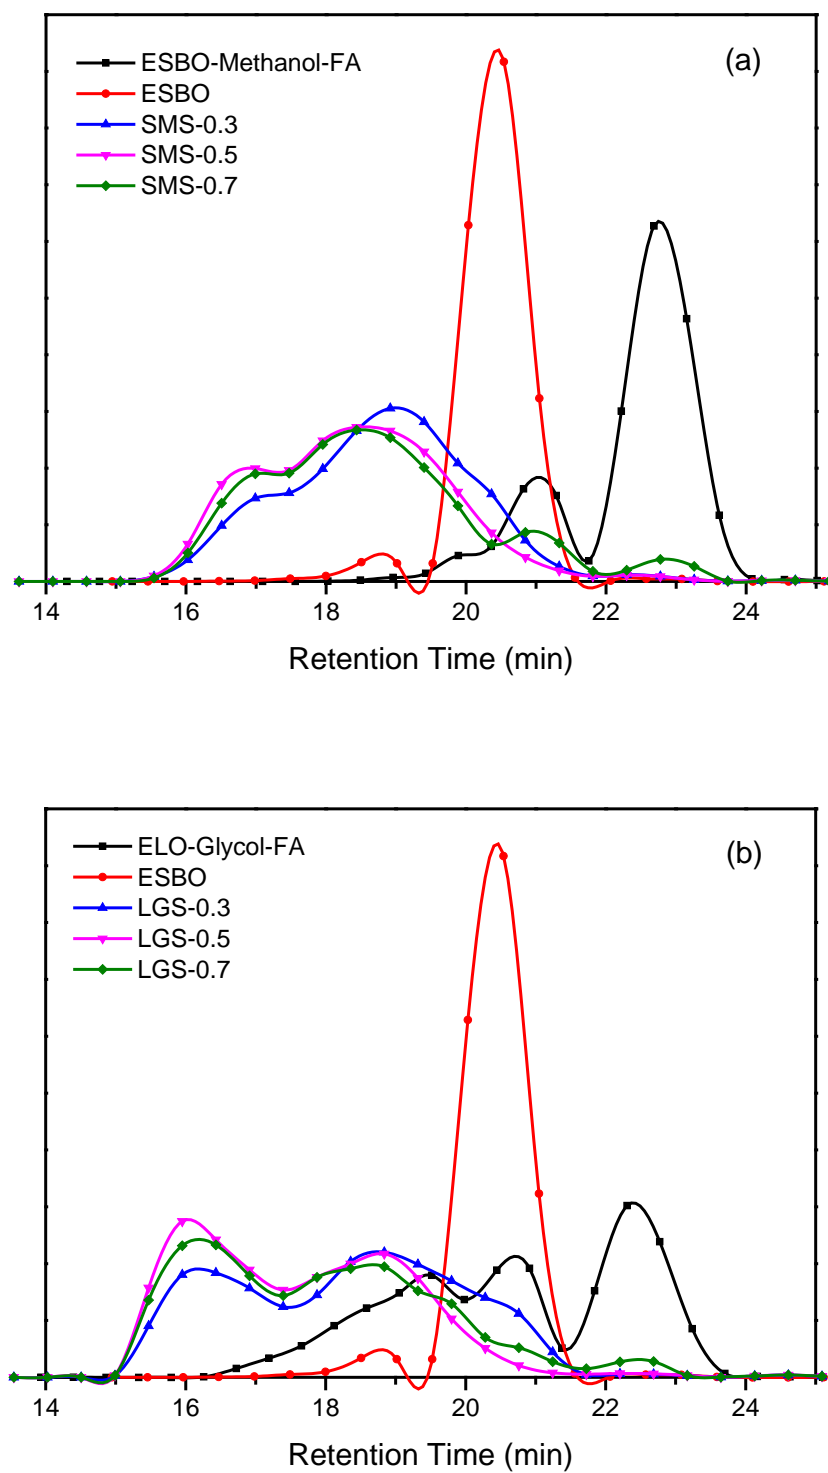 (a)
ESBO-Methanol-FA
ESBO
SMS-0.3
SMS-0.5
SMS-0.7
14 16 18 20 22 24
Retention Time (min)
(b)
ELO-Glycol-FA
ESBO
LGS-0.3
LGS-0.5
LGS-0.7
14 16 18 20 22 24
Retention Time (min)